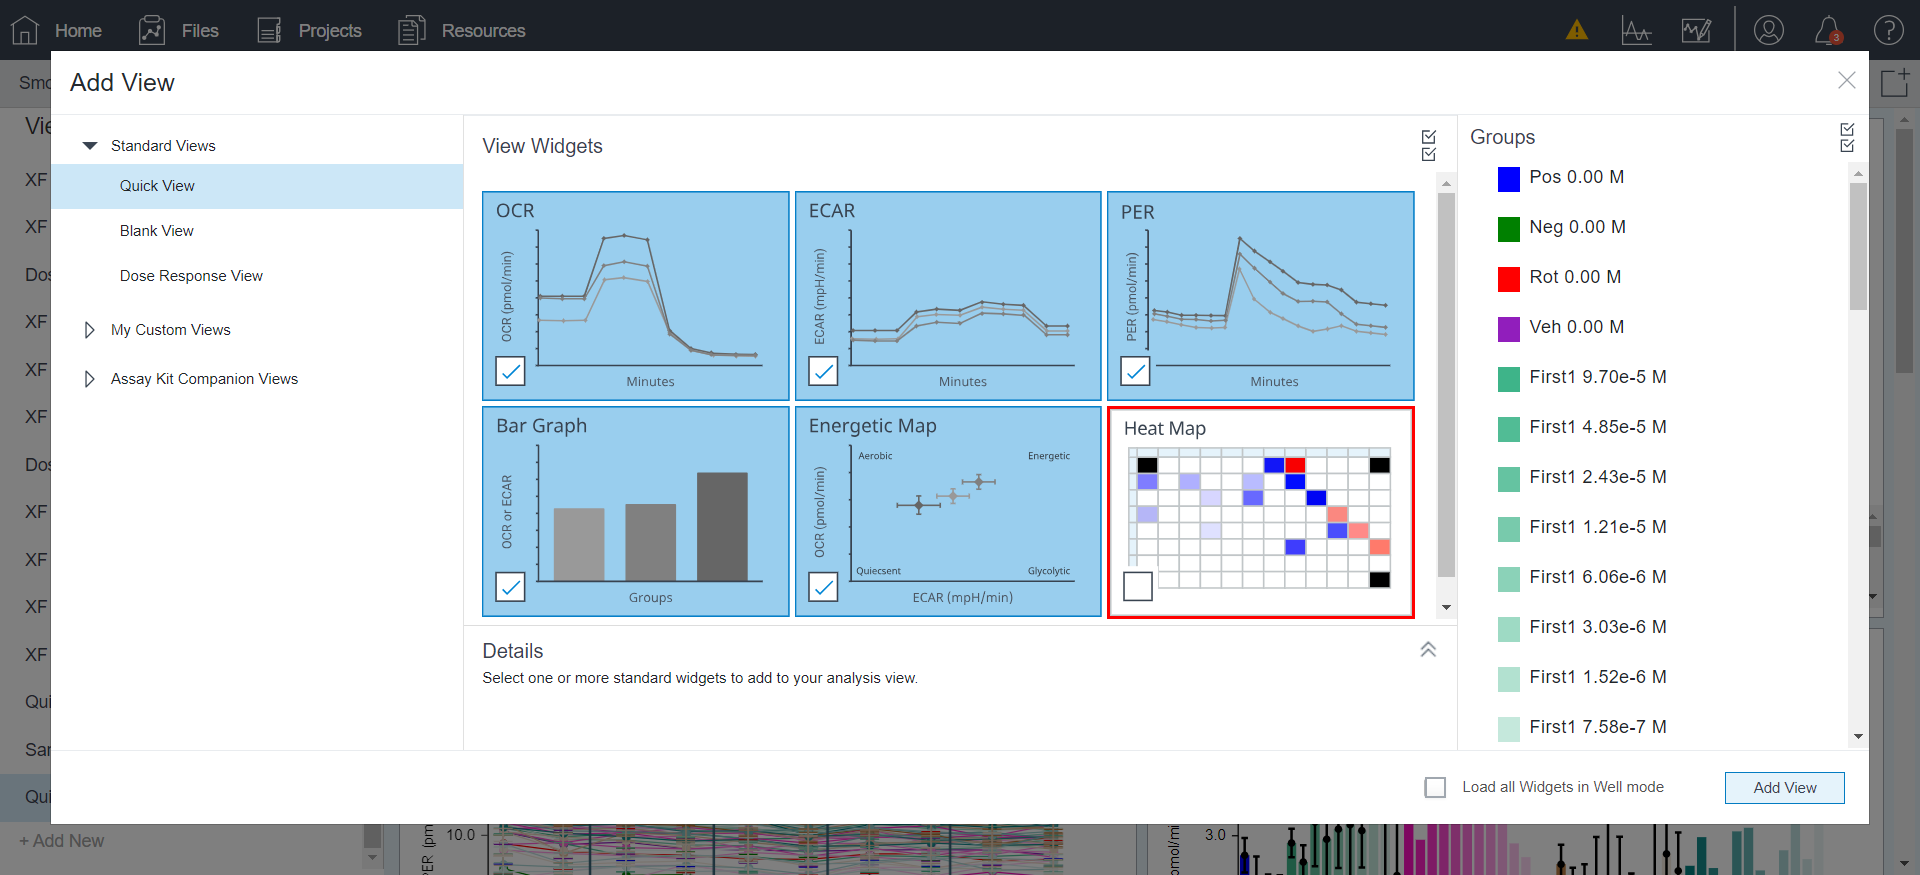 Home
Files
Projects
Resources
3
Smo
Add View
Vie
XF
XF
Dos
XF
XF
XF
Dos
XF
XF
XF
XF
Qui
Sar
Qui
+ Add New
Standard Views
Quick View
Blank View
Dose Response View
My Custom Views
Assay Kit Companion Views
View Widgets
OCR
OCR (pmol/min)
Minutes
ECAR
ECAR (mpH/min)
Minutes
PER
PER (pmol/min)
Minutes
Bar Graph
OCR or ECAR
Groups
Energetic Map
Aerobic
Energetic
OCR (pmol/min)
Quiecsent
Glycolytic
ECAR (mpH/min)
Heat Map
Details
Select one or more standard widgets to add to your analysis view.
Groups
Pos 0.00 M
Neg 0.00 M
Rot 0.00 M
Veh 0.00 M
First1 9.70e-5 M
First1 4.85e-5 M
First1 2.43e-5 M
First1 1.21e-5 M
First1 6.06e-6 M
First1 3.03e-6 M
First1 1.52e-6 M
First1 7.58e-7 M
Load all Widgets in Well mode
Add View
PER (pm
10.0
pmol/mi
3.0